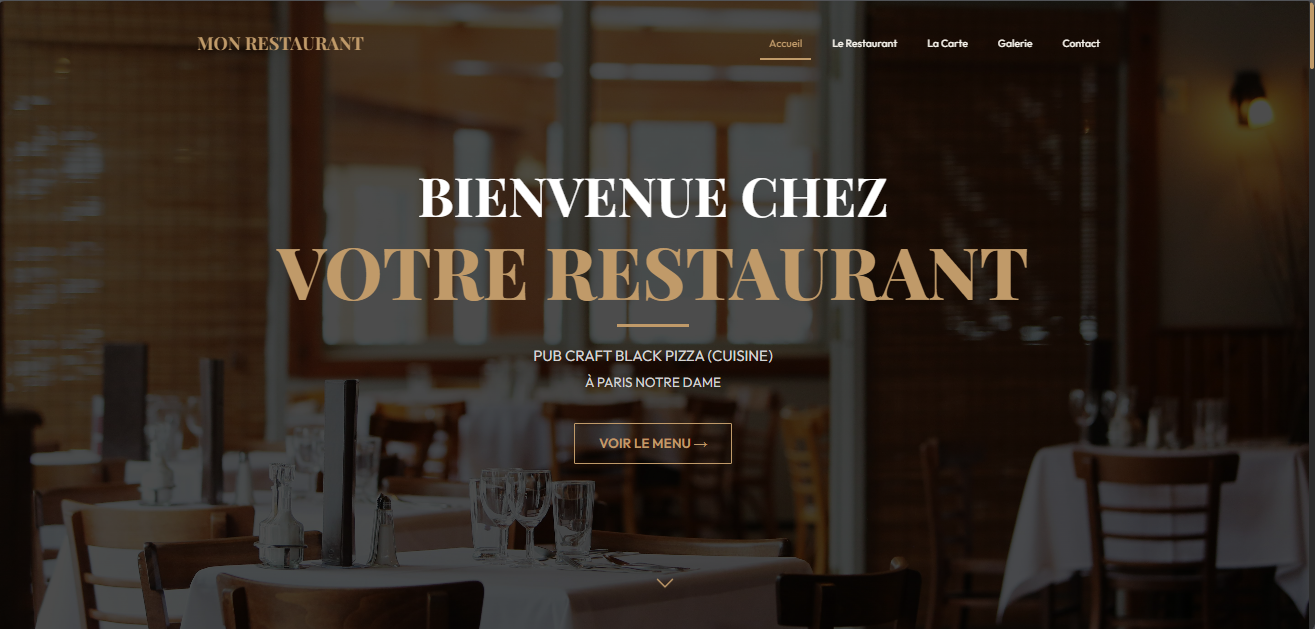 MON RESTAURANT
Accueil Le Restaurant La Carte Galerie Contact
BIENVENUE CHEZ
VOTRE RESTAURANT
PUB CRAFT BLACK PIZZA (CUISINE)
À PARIS NOTRE DAME
VOIR LE MENU →